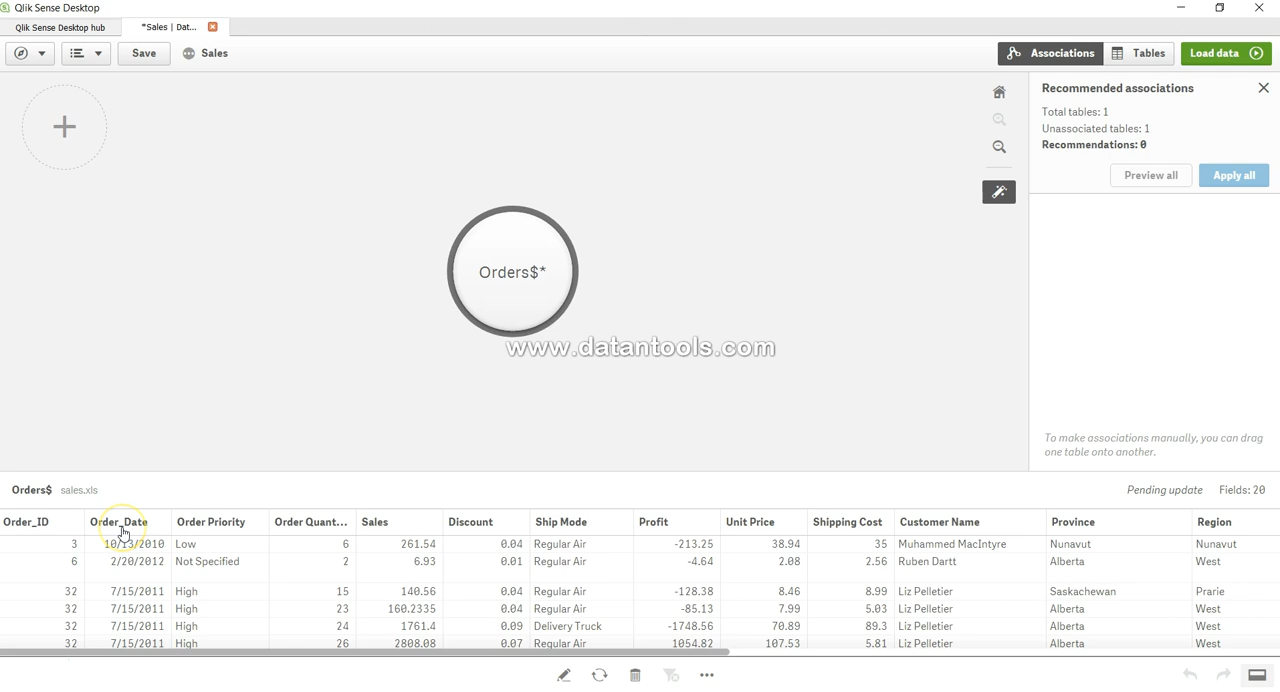 Qlik Sense Desktop
Qlik Sense Desktop hub
*Sales | Dat...
Save
Sales
Associations
Tables
Load data
Recommended associations
Total tables: 1
Unassociated tables: 1
Recommendations: 0
Preview all
Apply all
Orders$*
www.datantools.com
To make associations manually, you can drag
one table onto another.
Orders$ sales.xls
Pending update Fields: 20
Order_ID Order_Date Order Priority Order Quant... Sales Discount Ship Mode Profit Unit Price Shipping Cost Customer Name Province Region
3 10/13/2010 Low 6 261.54 0.04 Regular Air -213.25 38.94 35 Muhammed MacIntyre Nunavut Nunavut
6 2/20/2012 Not Specified 2 6.93 0.01 Regular Air -4.64 2.08 2.56 Ruben Dartt Alberta West
32 7/15/2011 High 15 140.56 0.04 Regular Air -128.38 8.46 8.99 Liz Pelletier Saskachewan Prarie
32 7/15/2011 High 23 160.2335 0.04 Regular Air -85.13 7.99 5.03 Liz Pelletier Alberta West
32 7/15/2011 High 24 1761.4 0.09 Delivery Truck -1748.56 70.89 89.3 Liz Pelletier Alberta West
32 7/15/2011 High 26 2808.08 0.07 Regular Air 1054.82 107.53 5.81 Liz Pelletier Alberta West